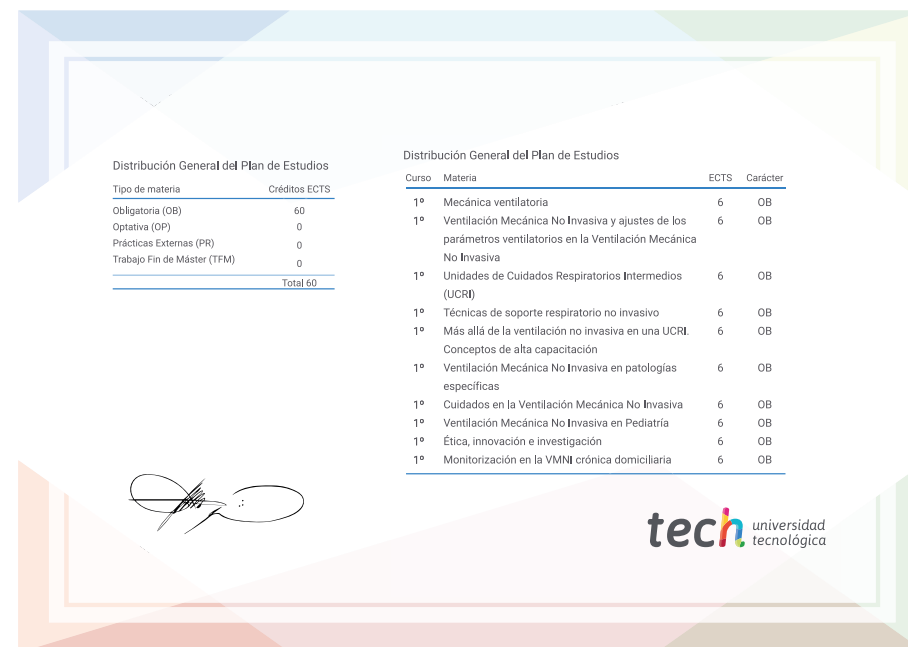 Distribución General del Plan de Estudios
Tipo de materia Créditos ECTS
Obligatoria (OB) 60
Optativa (OP) 0
Prácticas Externas (PR) 0
Trabajo Fin de Máster (TFM) 0
Total 60
Distribución General del Plan de Estudios
Curso Materia ECTS Carácter
1º Mecánica ventilatoria 6 OB
1º Ventilación Mecánica No Invasiva y ajustes de los 6 OB
parámetros ventilatorios en la Ventilación Mecánica
No Invasiva
1º Unidades de Cuidados Respiratorios Intermedios 6 OB
(UCRI)
1º Técnicas de soporte respiratorio no invasivo 6 OB
1º Más allá de la ventilación no invasiva en una UCRI. 6 OB
Conceptos de alta capacitación
1º Ventilación Mecánica No Invasiva en patologías 6 OB
específicas
1º Cuidados en la Ventilación Mecánica No Invasiva 6 OB
1º Ventilación Mecánica No Invasiva en Pediatría 6 OB
1º Ética, innovación e investigación 6 OB
1º Monitorización en la VMNI crónica domiciliaria 6 OB
tech universidad
tecnológica